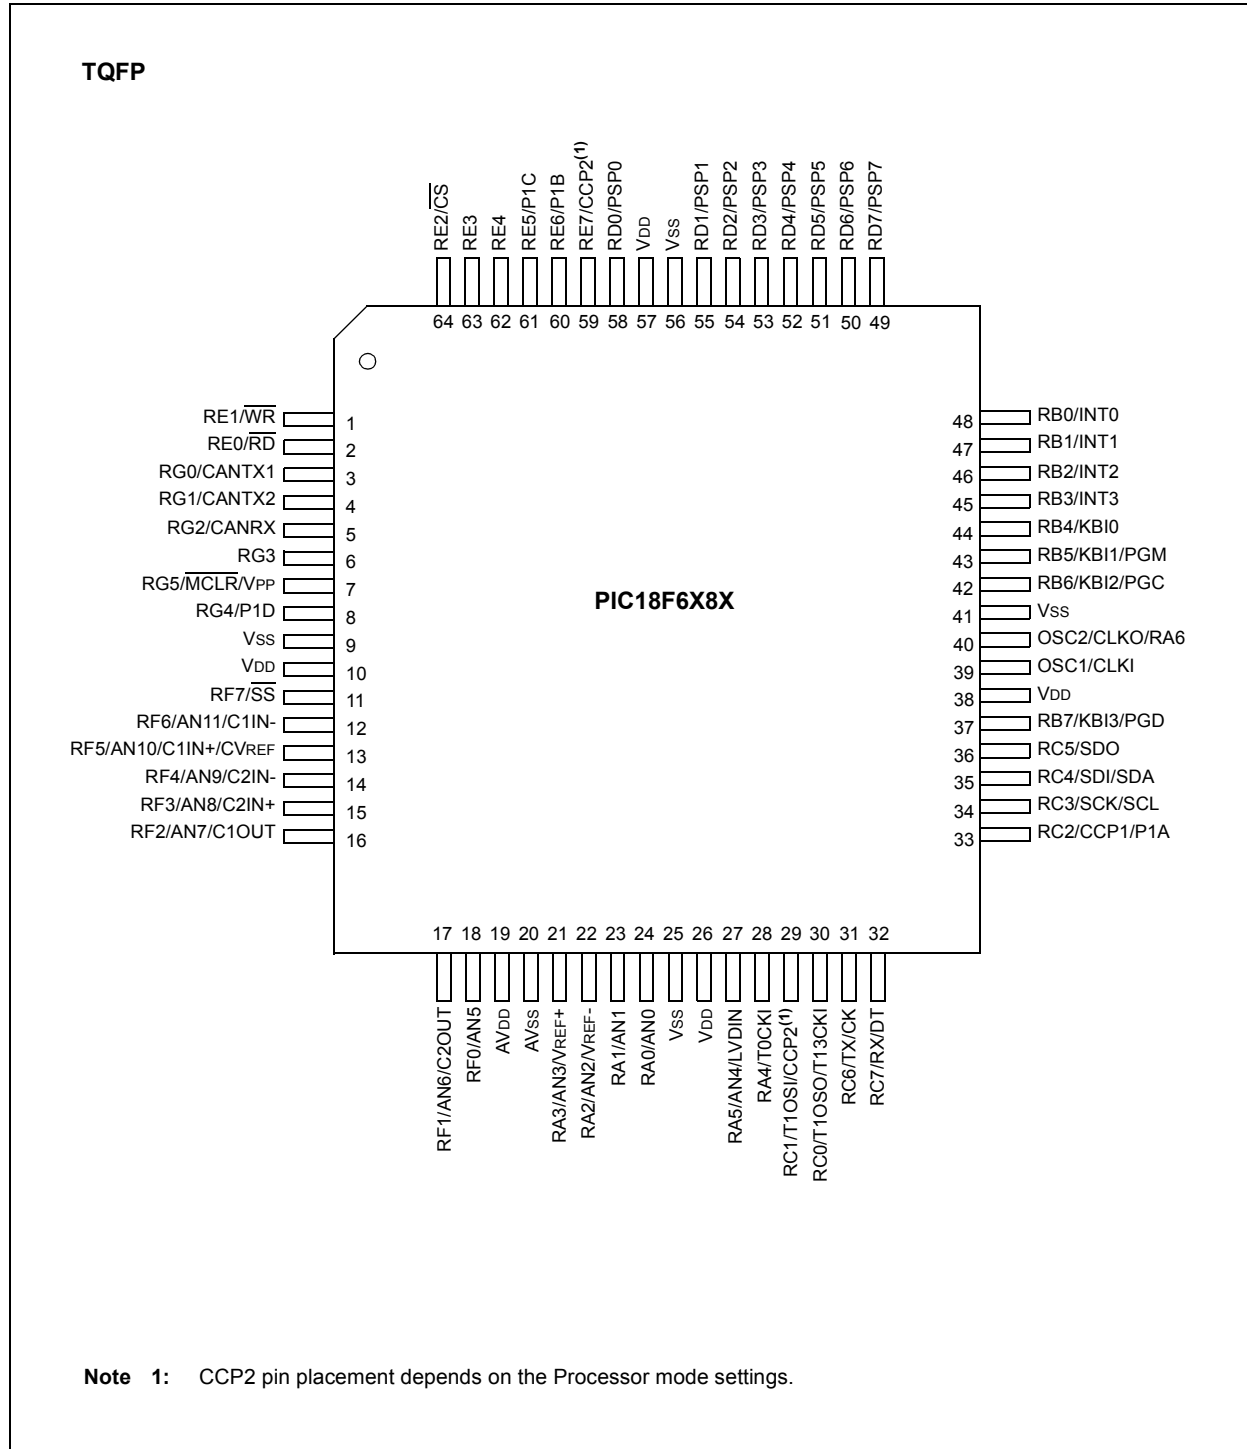 TQFP
RE2/C̅S̅
RE3
RE4
RE5/P1C
RE6/P1B
RE7/CCP2(1)
RD0/PSP0
VDD
VSS
RD1/PSP1
RD2/PSP2
RD3/PSP3
RD4/PSP4
RD5/PSP5
RD6/PSP6
RD7/PSP7
64 63 62 61 60 59 58 57 56 55 54 53 52 51 50 49
RE1/W̅R̅ 1
RE0/R̅D̅ 2
RG0/CANTX1 3
RG1/CANTX2 4
RG2/CANRX 5
RG3 6
RG5/M̅C̅L̅R̅/VPP 7
RG4/P1D 8
VSS 9
VDD 10
RF7/S̅S̅ 11
RF6/AN11/C1IN- 12
RF5/AN10/C1IN+/CVREF 13
RF4/AN9/C2IN- 14
RF3/AN8/C2IN+ 15
RF2/AN7/C1OUT 16
PIC18F6X8X
48 RB0/INT0
47 RB1/INT1
46 RB2/INT2
45 RB3/INT3
44 RB4/KBI0
43 RB5/KBI1/PGM
42 RB6/KBI2/PGC
41 VSS
40 OSC2/CLKO/RA6
39 OSC1/CLKI
38 VDD
37 RB7/KBI3/PGD
36 RC5/SDO
35 RC4/SDI/SDA
34 RC3/SCK/SCL
33 RC2/CCP1/P1A
17 18 19 20 21 22 23 24 25 26 27 28 29 30 31 32
RF1/AN6/C2OUT
RF0/AN5
AVDD
AVSS
RA3/AN3/VREF+
RA2/AN2/VREF-
RA1/AN1
RA0/AN0
VSS
VDD
RA5/AN4/LVDIN
RA4/T0CKI
RC1/T1OSI/CCP2(1)
RC0/T1OSO/T13CKI
RC6/TX/CK
RC7/RX/DT
Note 1: CCP2 pin placement depends on the Processor mode settings.